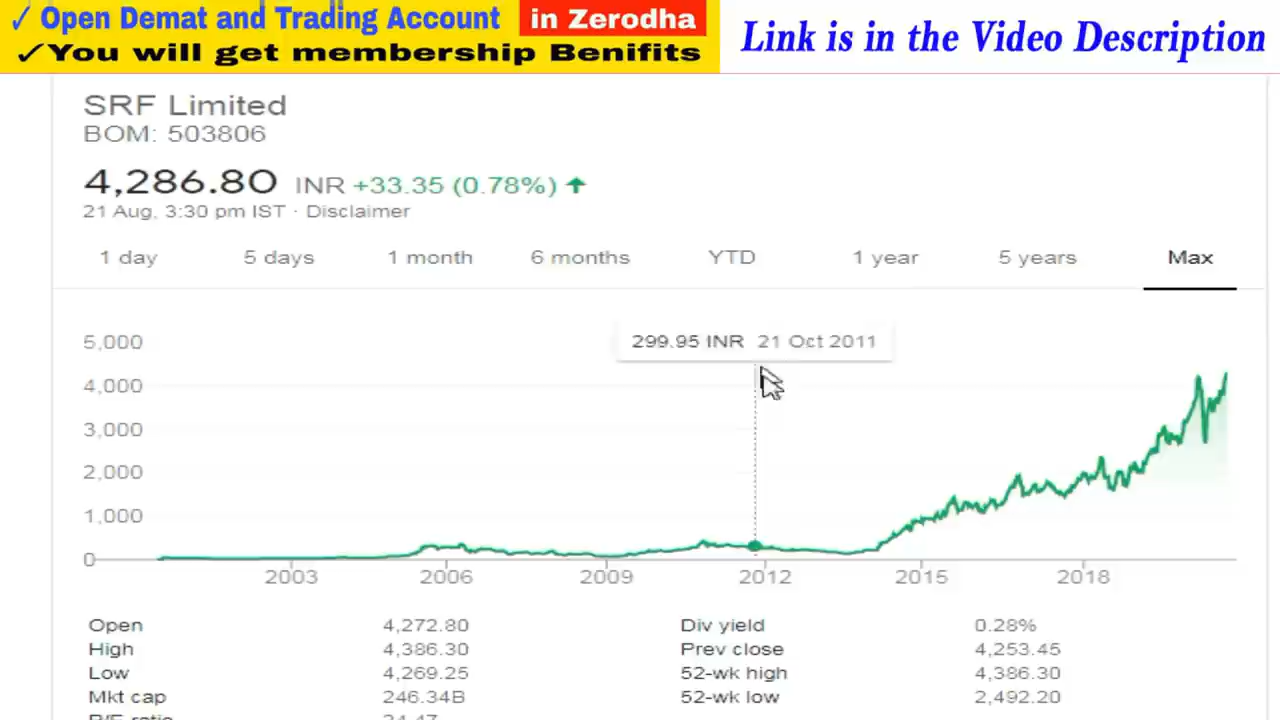 ✓ Open Demat and Trading Account in Zerodha
✓You will get membership Benifits
Link is in the Video Description
SRF Limited
BOM: 503806
4,286.80 INR +33.35 (0.78%) ↑
21 Aug, 3:30 pm IST · Disclaimer
1 day 5 days 1 month 6 months YTD 1 year 5 years Max
299.95 INR 21 Oct 2011
5,000
4,000
3,000
2,000
1,000
0
2003 2006 2009 2012 2015 2018
Open 4,272.80 Div yield 0.28%
High 4,386.30 Prev close 4,253.45
Low 4,269.25 52-wk high 4,386.30
Mkt cap 246.34B 52-wk low 2,492.20
P/E ratio 24.47